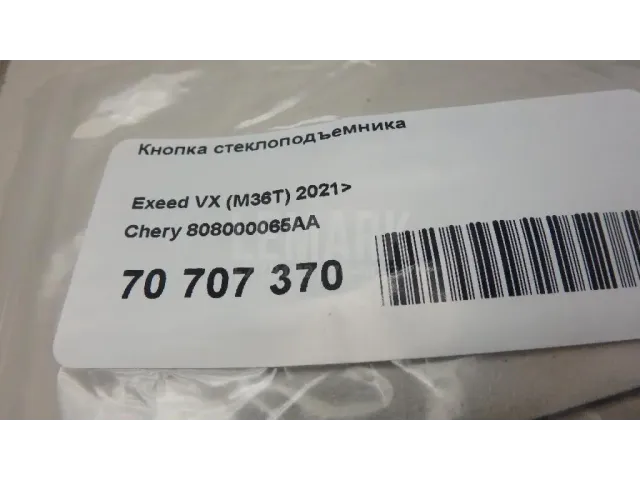 Кнопка стеклоподъемника
Exeed VX (M36T) 2021>
Chery 808000065AA
70 707 370